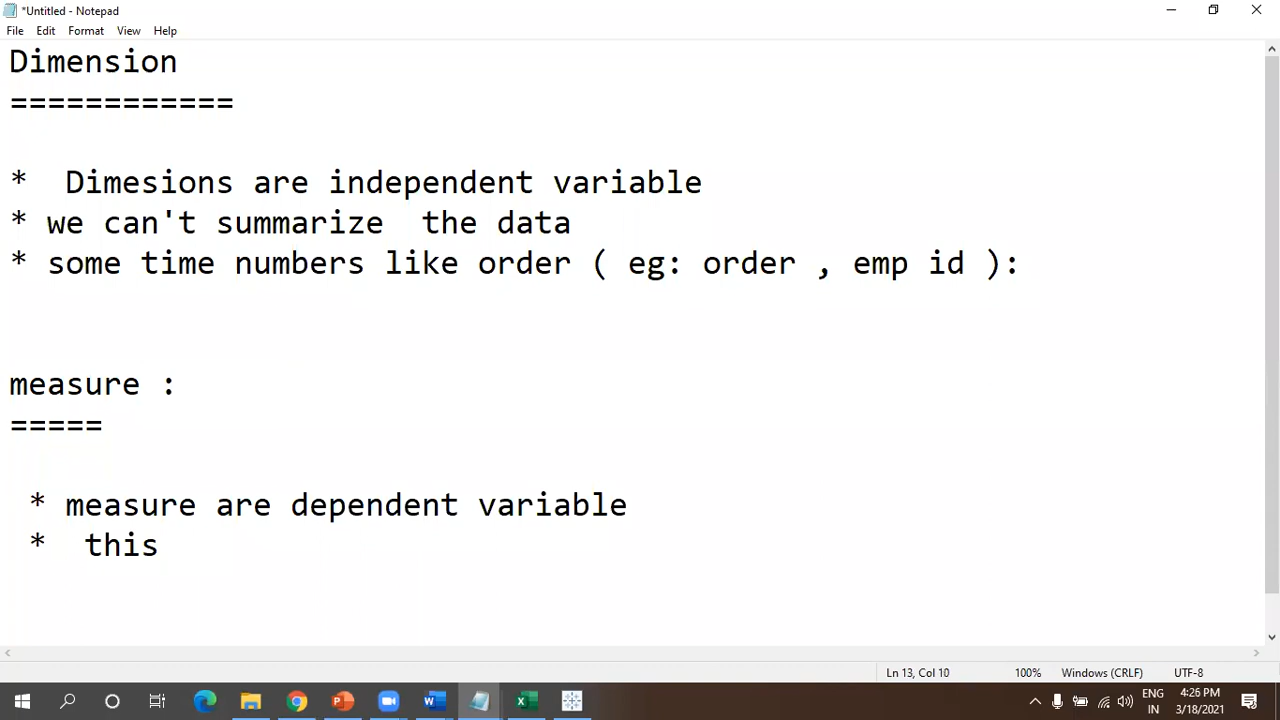 *Untitled - Notepad
File Edit Format View Help
Dimension
============
*  Dimesions are independent variable
* we can't summarize  the data
* some time numbers like order ( eg: order , emp id ):
measure :
=====
* measure are dependent variable
*  this
Ln 13, Col 10 100% Windows (CRLF) UTF-8
ENG 4:26 PM
IN 3/18/2021